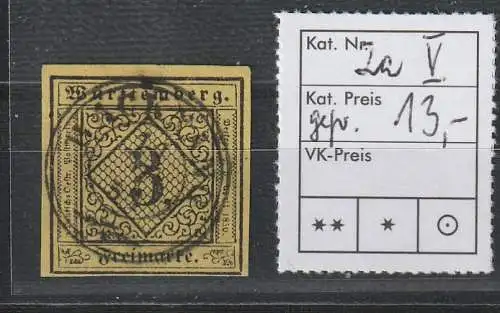 Württemberg.
3
Freimarke.
Kat. Nr. 2a V
Kat. Preis
gepr. 13,-
VK-Preis
** * ⊙